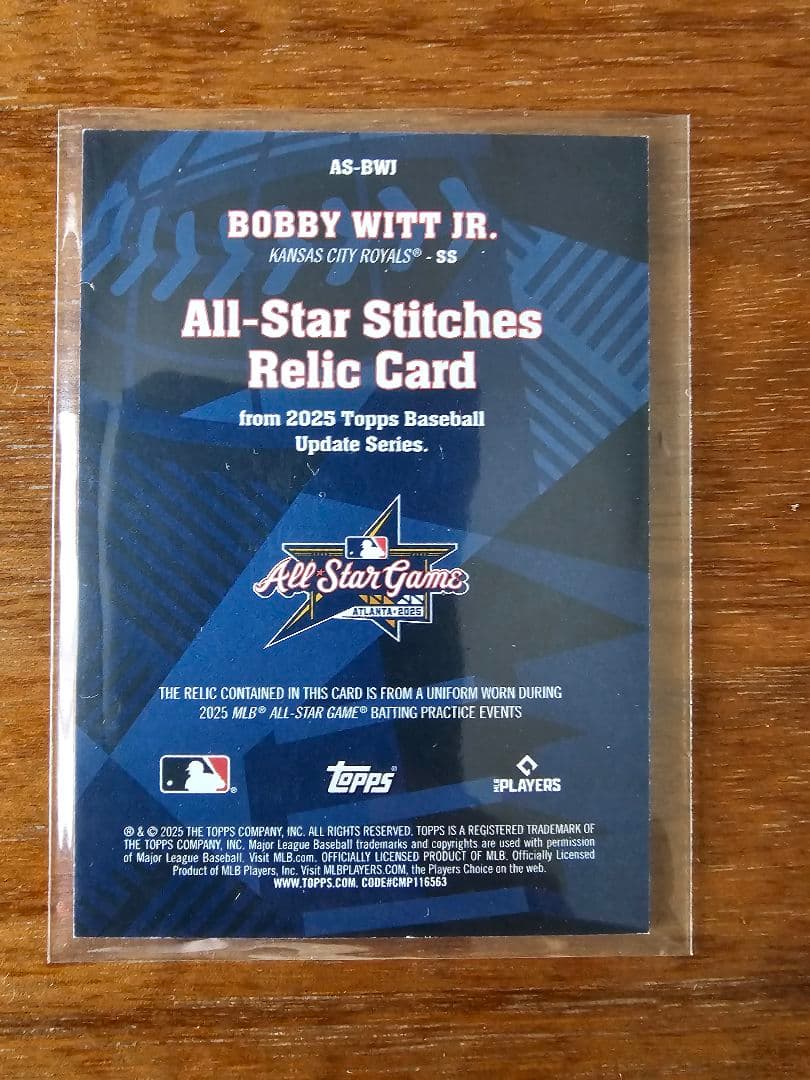 AS-BWJ
BOBBY WITT JR.
KANSAS CITY ROYALS® - SS
All-Star Stitches
Relic Card
from 2025 Topps Baseball
Update Series.
All★Star Game
ATLANTA★2025
THE RELIC CONTAINED IN THIS CARD IS FROM A UNIFORM WORN DURING
2025 MLB® ALL-STAR GAME® BATTING PRACTICE EVENTS
topps®
MLB PLAYERS
® & © 2025 THE TOPPS COMPANY, INC. ALL RIGHTS RESERVED. TOPPS IS A REGISTERED TRADEMARK OF
THE TOPPS COMPANY, INC. Major League Baseball trademarks and copyrights are used with permission
of Major League Baseball. Visit MLB.com. OFFICIALLY LICENSED PRODUCT OF MLB. Officially Licensed
Product of MLB Players, Inc. Visit MLBPLAYERS.COM, the Players Choice on the web.
WWW.TOPPS.COM. CODE#CMP116563